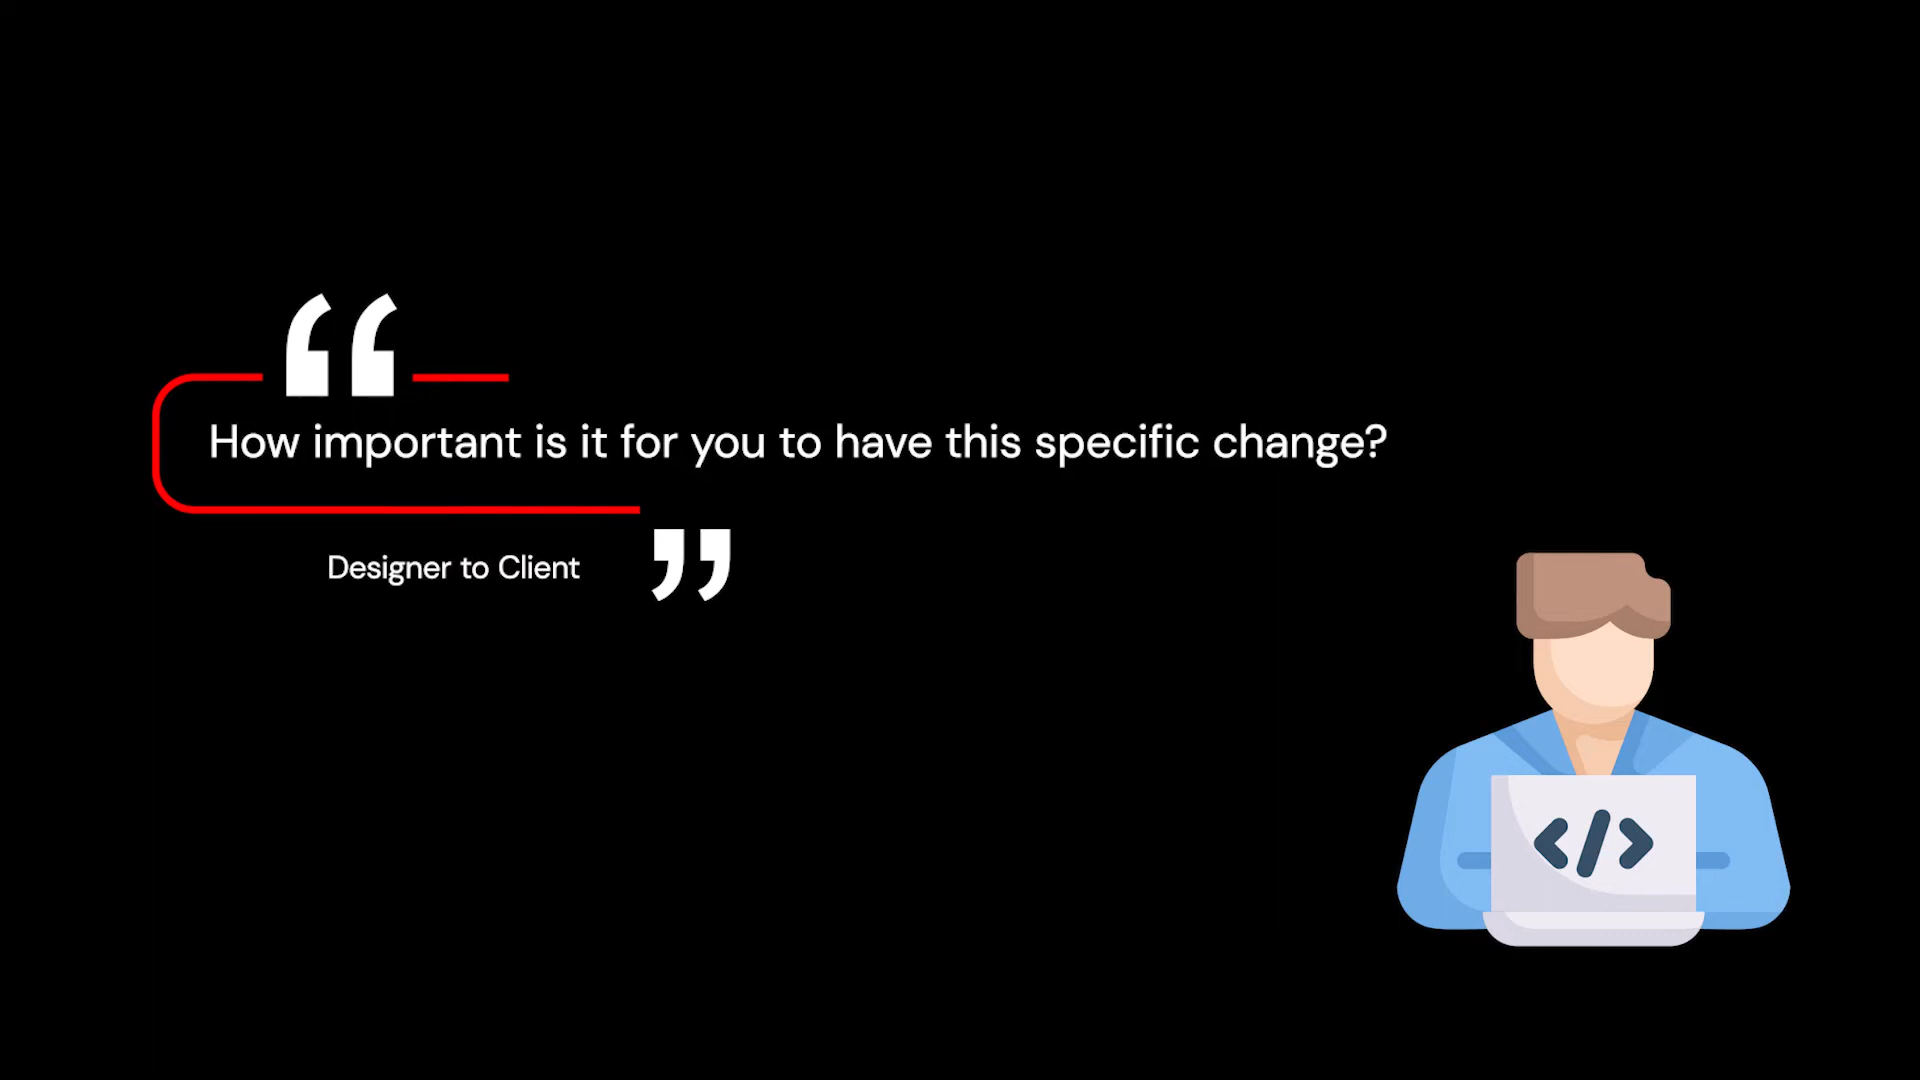 “
How important is it for you to have this specific change?
Designer to Client ”
</>